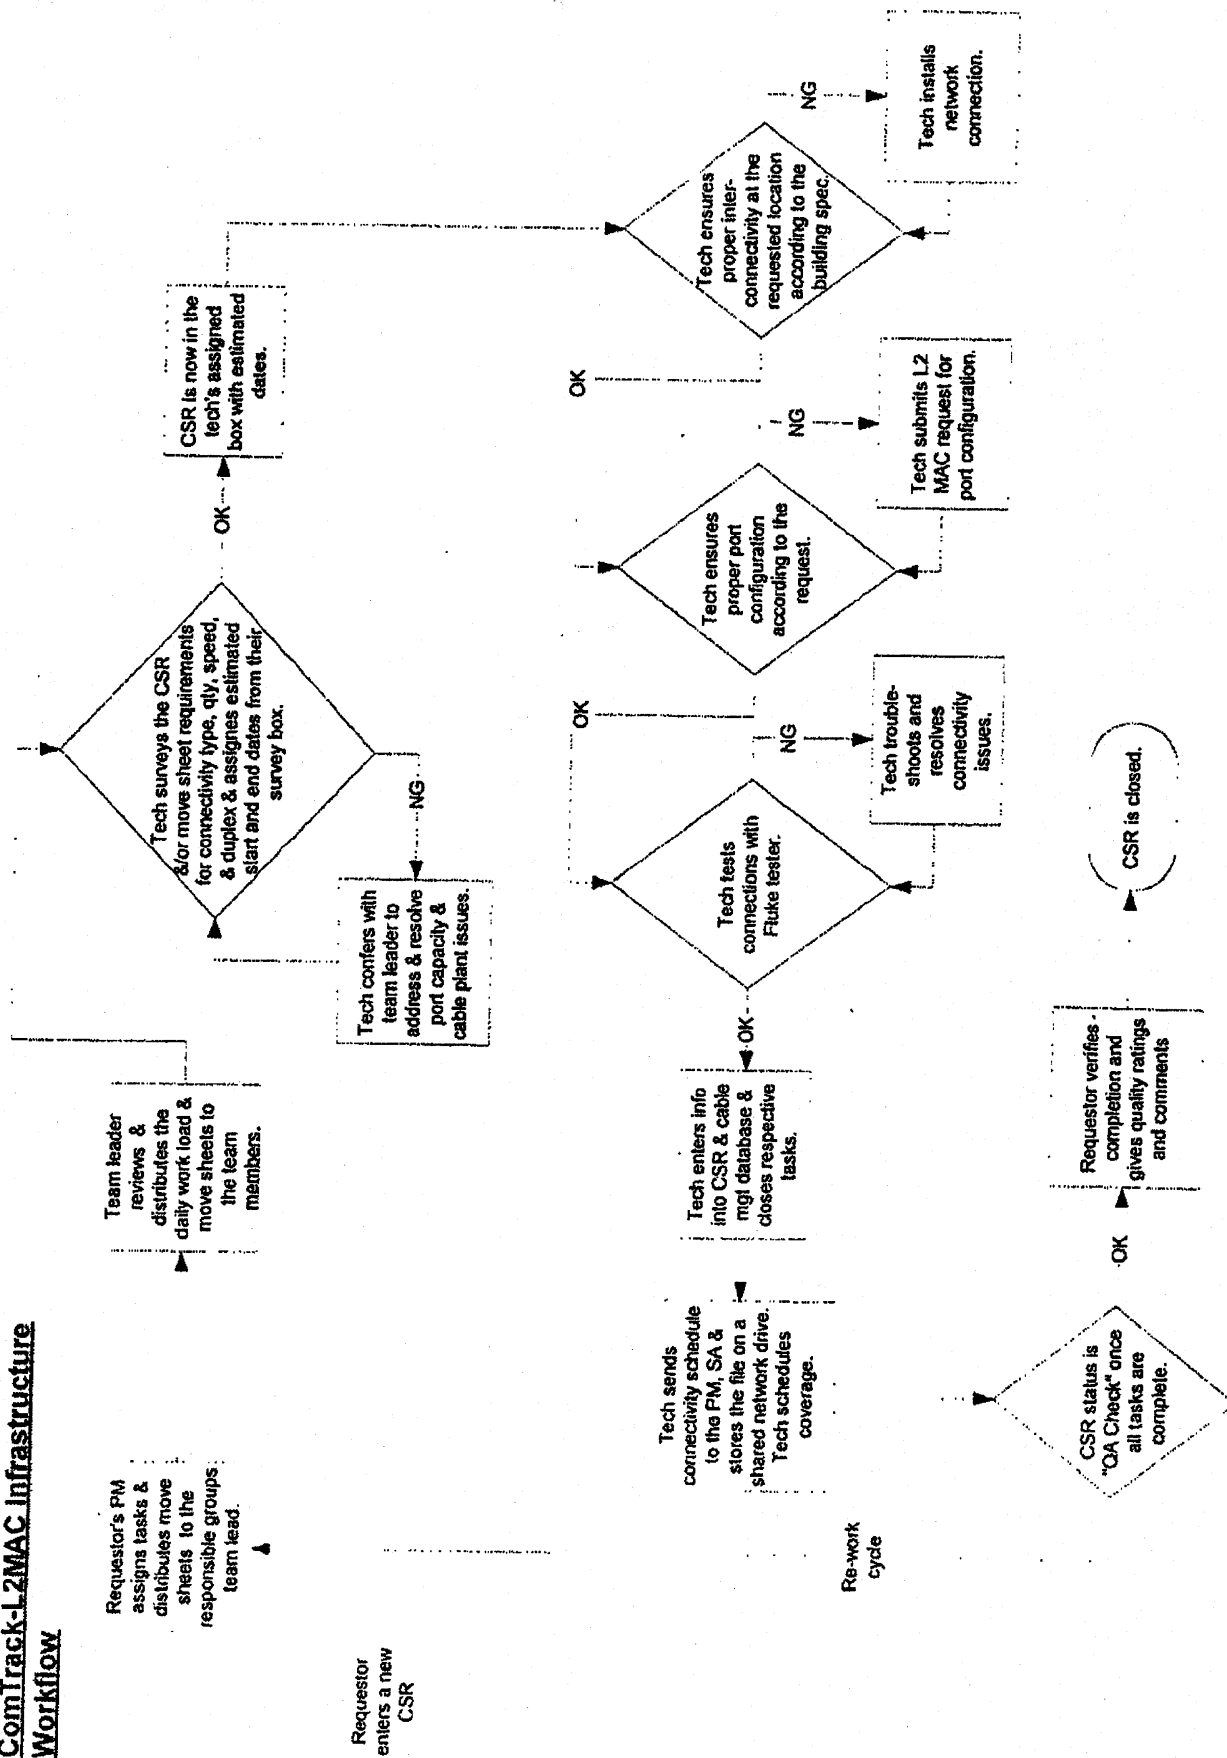 ComTrack-L2MAC Infrastructure
Workflow
Requestor
enters a new
CSR
Requestor's PM
assigns tasks &
distributes move
sheets to the
responsible groups
team lead.
Team leader
reviews &
distributes the
daily work load &
move sheets to
the team
members.
Tech surveys the CSR
&/or move sheet requirements
for connectivity type, qty, speed,
& duplex & assignes estimated
start and end dates from their
survey box.
NG
Tech confers with
team leader to
address & resolve
port capacity &
cable plant issues.
OK
CSR is now in the
tech's assigned
box with estimated
dates.
Tech ensures
proper inter-
connectivity at the
requested location
according to the
building spec.
NG
Tech installs
network
connection.
OK
Tech ensures
proper port
configuration
according to the
request.
NG
Tech submits L2
MAC request for
port configuration.
OK
Tech tests
connections with
Fluke tester.
NG
Tech trouble-
shoots and
resolves
connectivity
issues.
OK
Tech enters info
into CSR & cable
mgt database &
closes respective
tasks.
Tech sends
connectivity schedule
to the PM, SA &
stores the file on a
shared network drive.
Tech schedules
coverage.
Re-work
cycle
CSR status is
"QA Check" once
all tasks are
complete.
OK
Requestor verifies
completion and
gives quality ratings
and comments
CSR is closed.